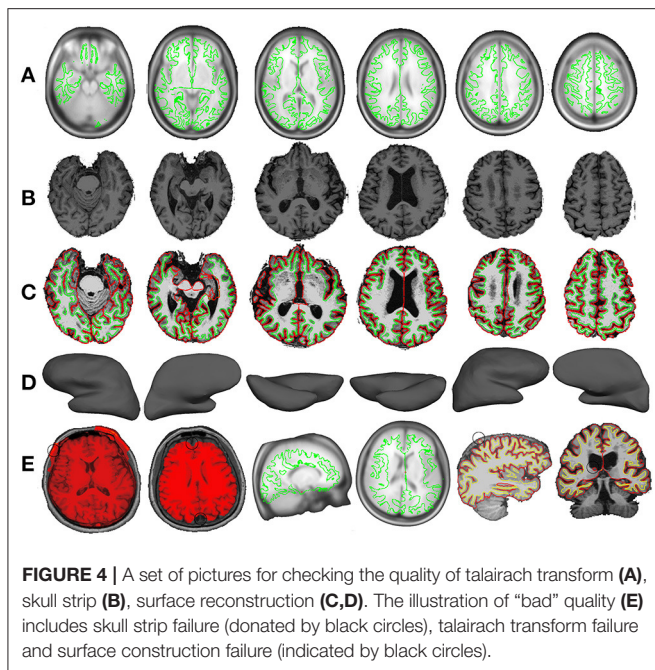 A
B
C
D
E
FIGURE 4 | A set of pictures for checking the quality of talairach transform (A),
skull strip (B), surface reconstruction (C,D). The illustration of “bad” quality (E)
includes skull strip failure (donated by black circles), talairach transform failure
and surface construction failure (indicated by black circles).